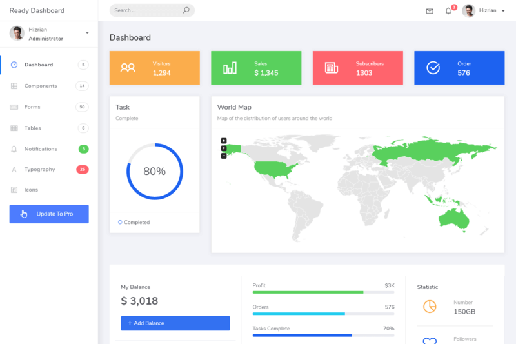 Ready Dashboard
Search...
Hizrian
Hizrian
Administrator
Dashboard
Components
Forms
Tables
Notifications
Typography
Icons
Update To Pro
Dashboard
Visitors
1,294
Sales
$ 1,345
Subscribers
1303
Order
576
Task
Complete
80%
Completed
World Map
Map of the distribution of users around the world
My Balance
$ 3,018
+ Add Balance
Profit
$3K
Orders
576
Tasks Complete
70%
Statistic
Number
150GB
Followers